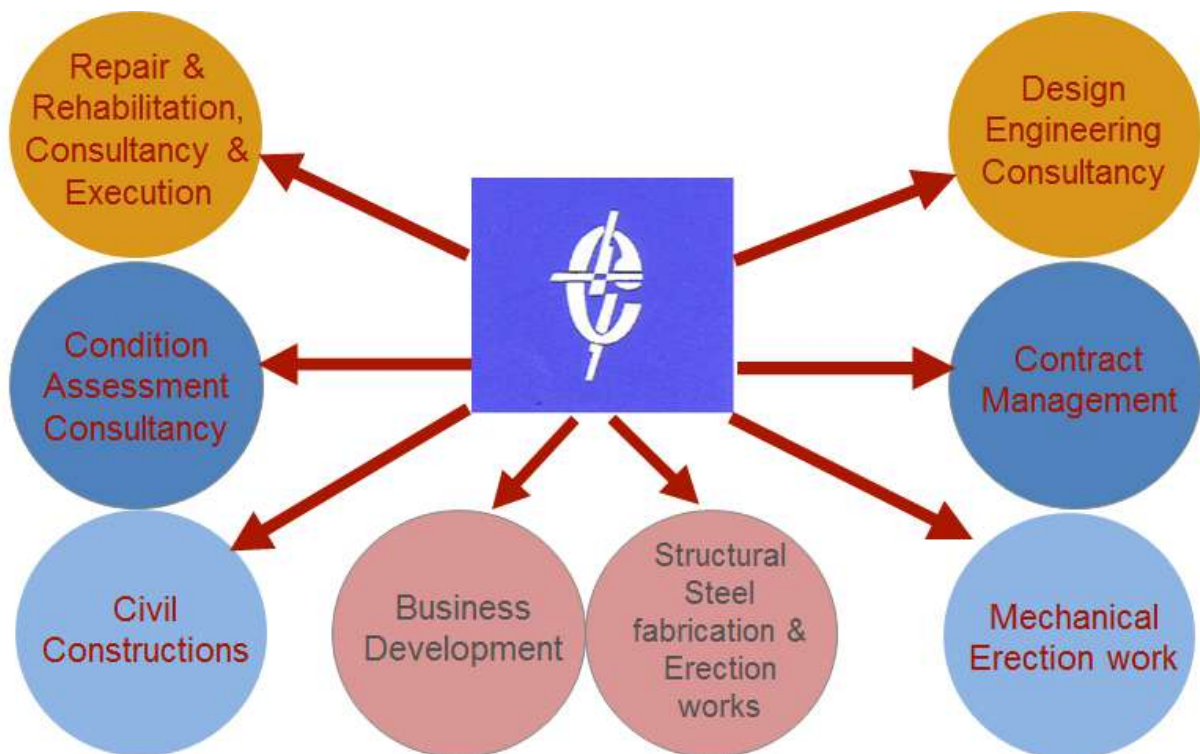 Repair &
Rehabilitation,
Consultancy &
Execution
Design
Engineering
Consultancy
Condition
Assessment
Consultancy
Contract
Management
Civil
Constructions
Business
Development
Structural
Steel
fabrication &
Erection
works
Mechanical
Erection work